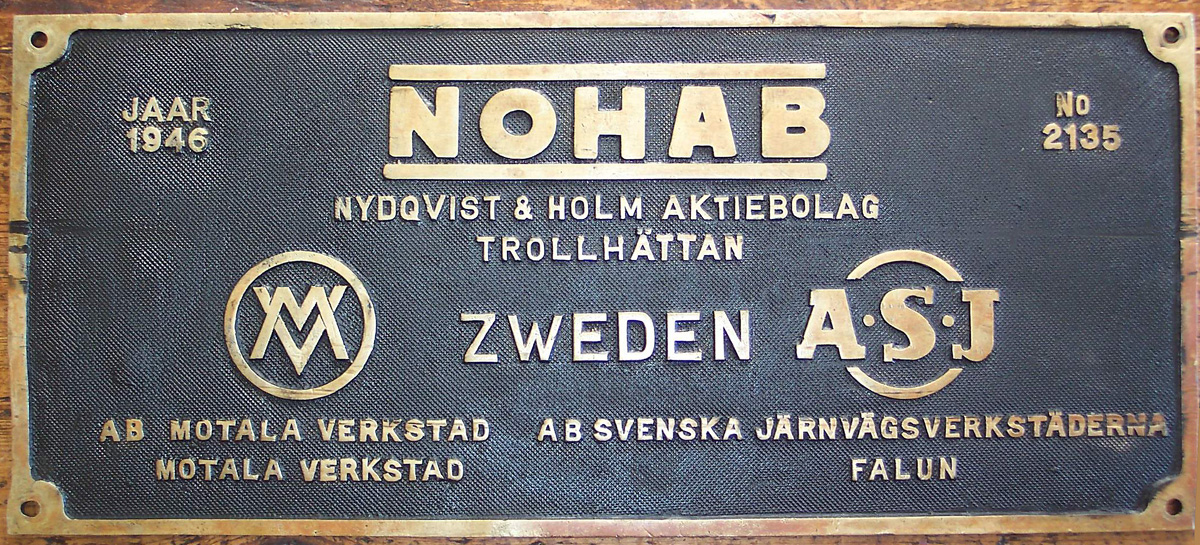 JAAR
1946
NOHAB
No
2135
NYDQVIST & HOLM AKTIEBOLAG
TROLLHÄTTAN
MV
ZWEDEN
A·S·J
AB MOTALA VERKSTAD
MOTALA VERKSTAD
AB SVENSKA JÄRNVÄGSVERKSTÄDERNA
FALUN